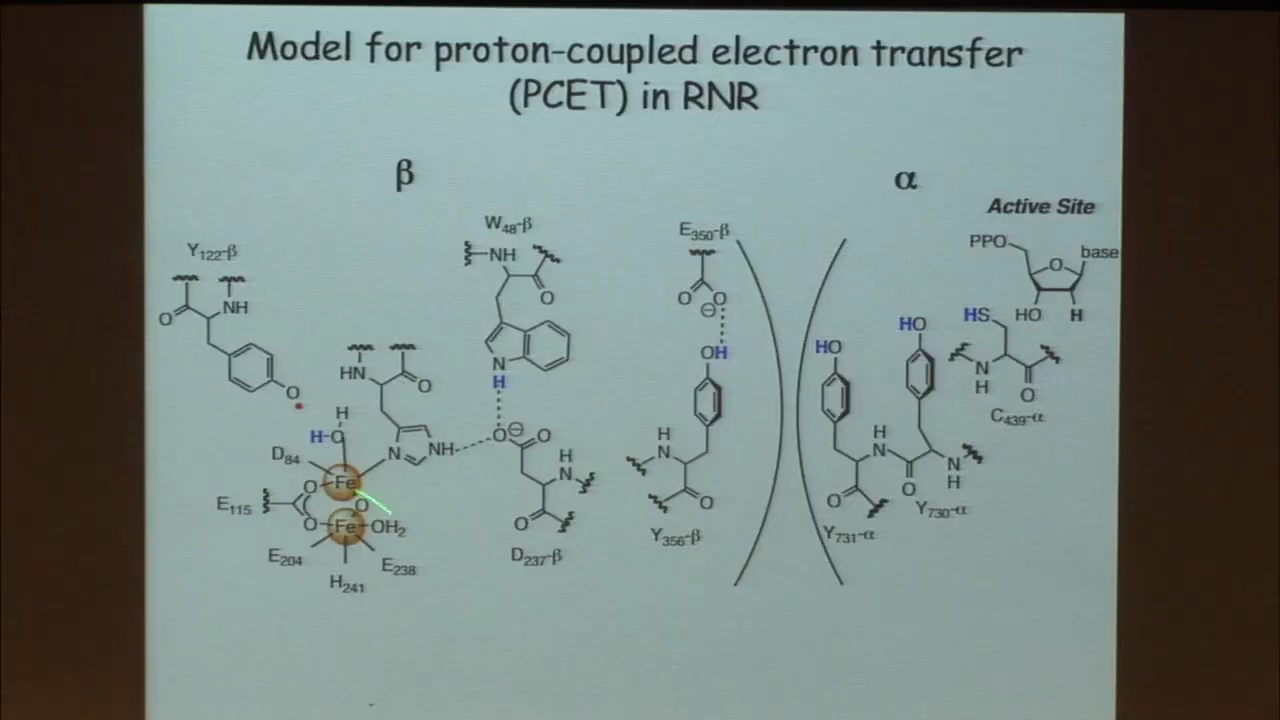 Model for proton-coupled electron transfer
(PCET) in RNR
β
α
Active Site
Y122-β
W48-β
E350-β
PPO
O
base
HO
H
O
NH
O
NH
O
N
H
HN
O
H
H-O
N
NH
O⊖
O
D84
E115
O
Fe
O
O
Fe
OH2
E204
H241
E238
H
N
O
D237-β
O
O
⊖
OH
H
N
O
Y356-β
HO
HO
HS
N
H
O
C439-α
H
N
O
O
N
H
Y731-α
Y730-α